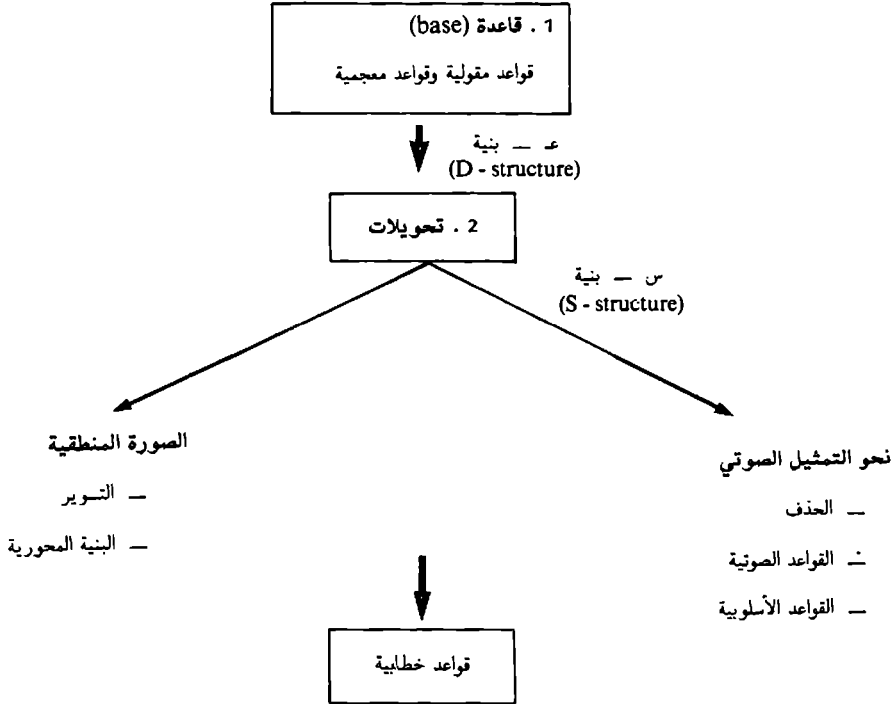 1 . قاعدة (base)
قواعد مقولية وقواعد معجمية
عـ — بنية
(D - structure)
2 . تحويلات
س — بنية
(S - structure)
نحو التمثيل الصوتي
— الحذف
— القواعد الصوتية
— القواعد الأسلوبية
الصورة المنطقية
— التسوير
— البنية المحورية
قواعد خطابية